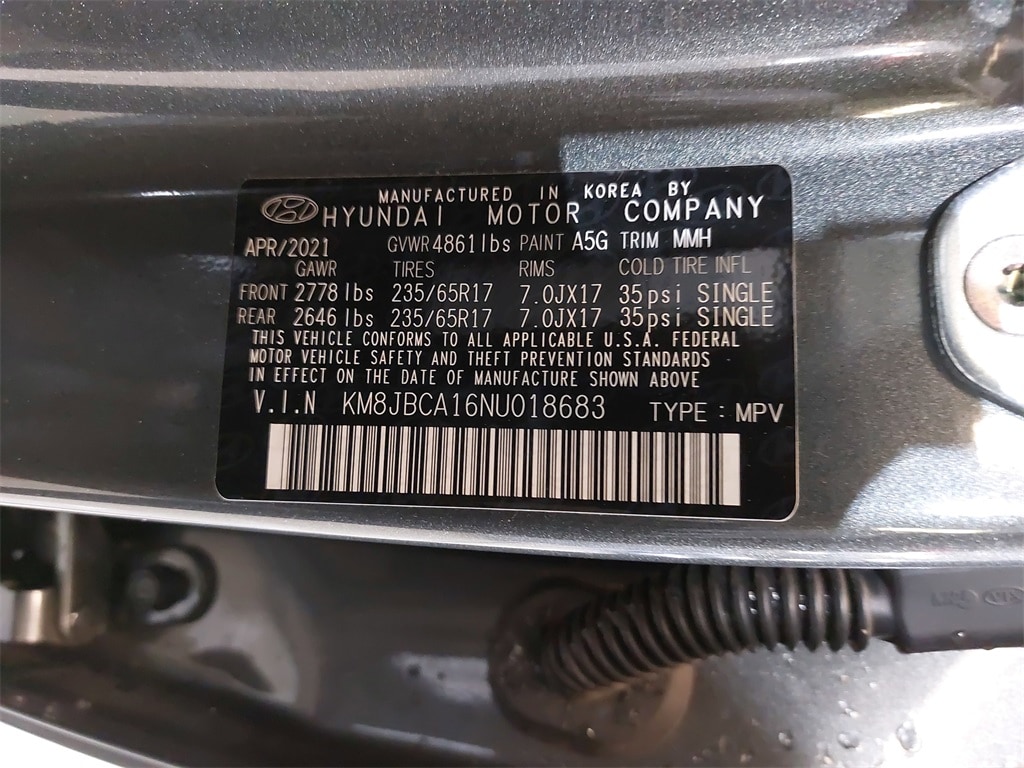 MANUFACTURED IN KOREA BY
HYUNDAI MOTOR COMPANY
APR/2021 GVWR 4861lbs PAINT A5G TRIM MMH
GAWR TIRES RIMS COLD TIRE INFL
FRONT 2778 lbs 235/65R17 7.0JX17 35psi SINGLE
REAR 2646 lbs 235/65R17 7.0JX17 35psi SINGLE
THIS VEHICLE CONFORMS TO ALL APPLICABLE U.S.A. FEDERAL
MOTOR VEHICLE SAFETY AND THEFT PREVENTION STANDARDS
IN EFFECT ON THE DATE OF MANUFACTURE SHOWN ABOVE
V.I.N KM8JBCA16NU018683 TYPE : MPV